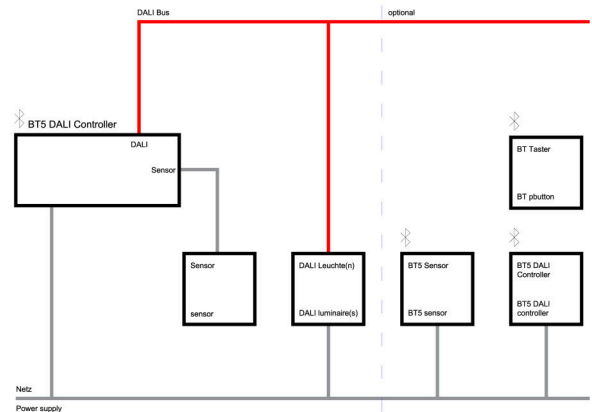 DALI Bus
optional
BT5 DALI Controller
DALI
Sensor
BT Taster
BT pbutton
Sensor
sensor
DALI Leuchte(n)
DALI luminaire(s)
BT5 Sensor
BT5 sensor
BT5 DALI
Controller
BT5 DALI
controller
Netz
Power supply